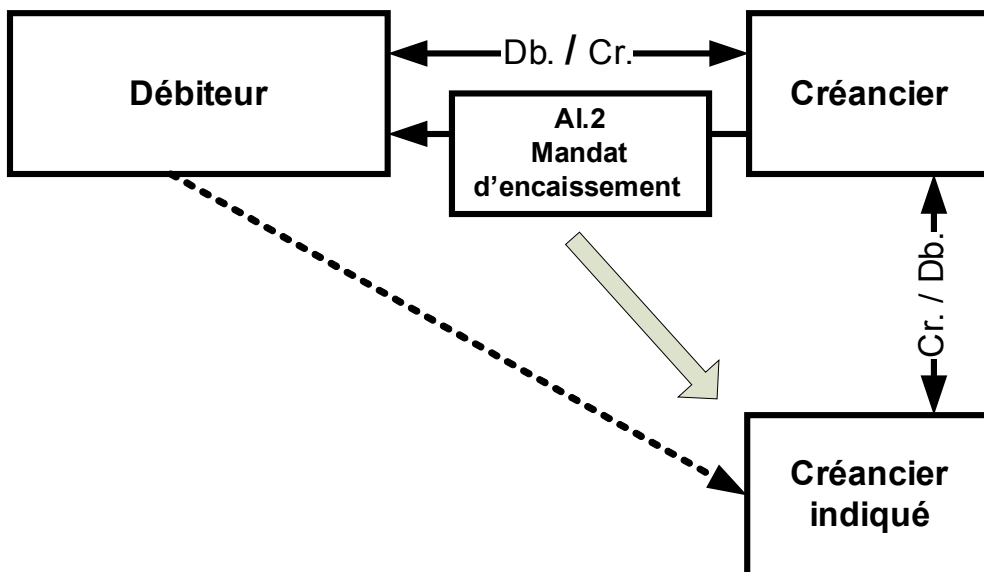 Débiteur
Db. / Cr.
Créancier
Al.2
Mandat
d'encaissement
Cr. / Db.
Créancier
indiqué